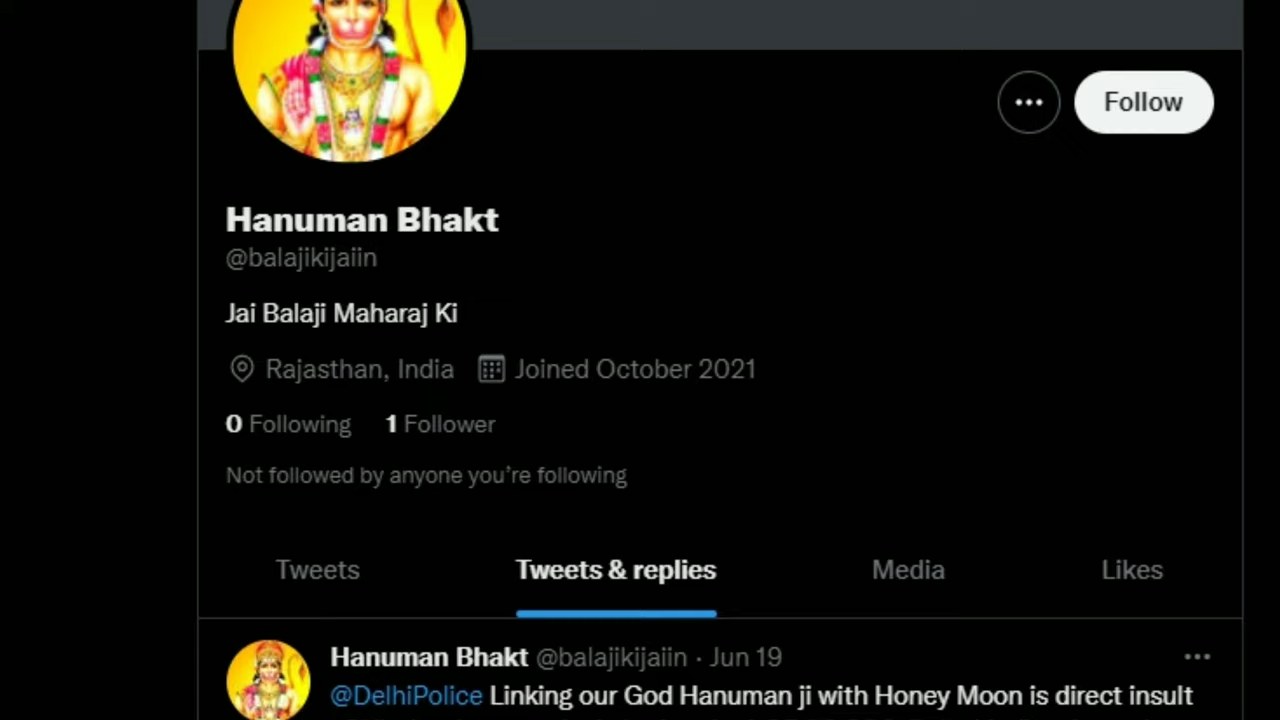 Follow
Hanuman Bhakt
@balajikijaiin
Jai Balaji Maharaj Ki
Rajasthan, India Joined October 2021
0 Following 1 Follower
Not followed by anyone you're following
Tweets Tweets & replies Media Likes
Hanuman Bhakt @balajikijaiin · Jun 19
@DelhiPolice Linking our God Hanuman ji with Honey Moon is direct insult